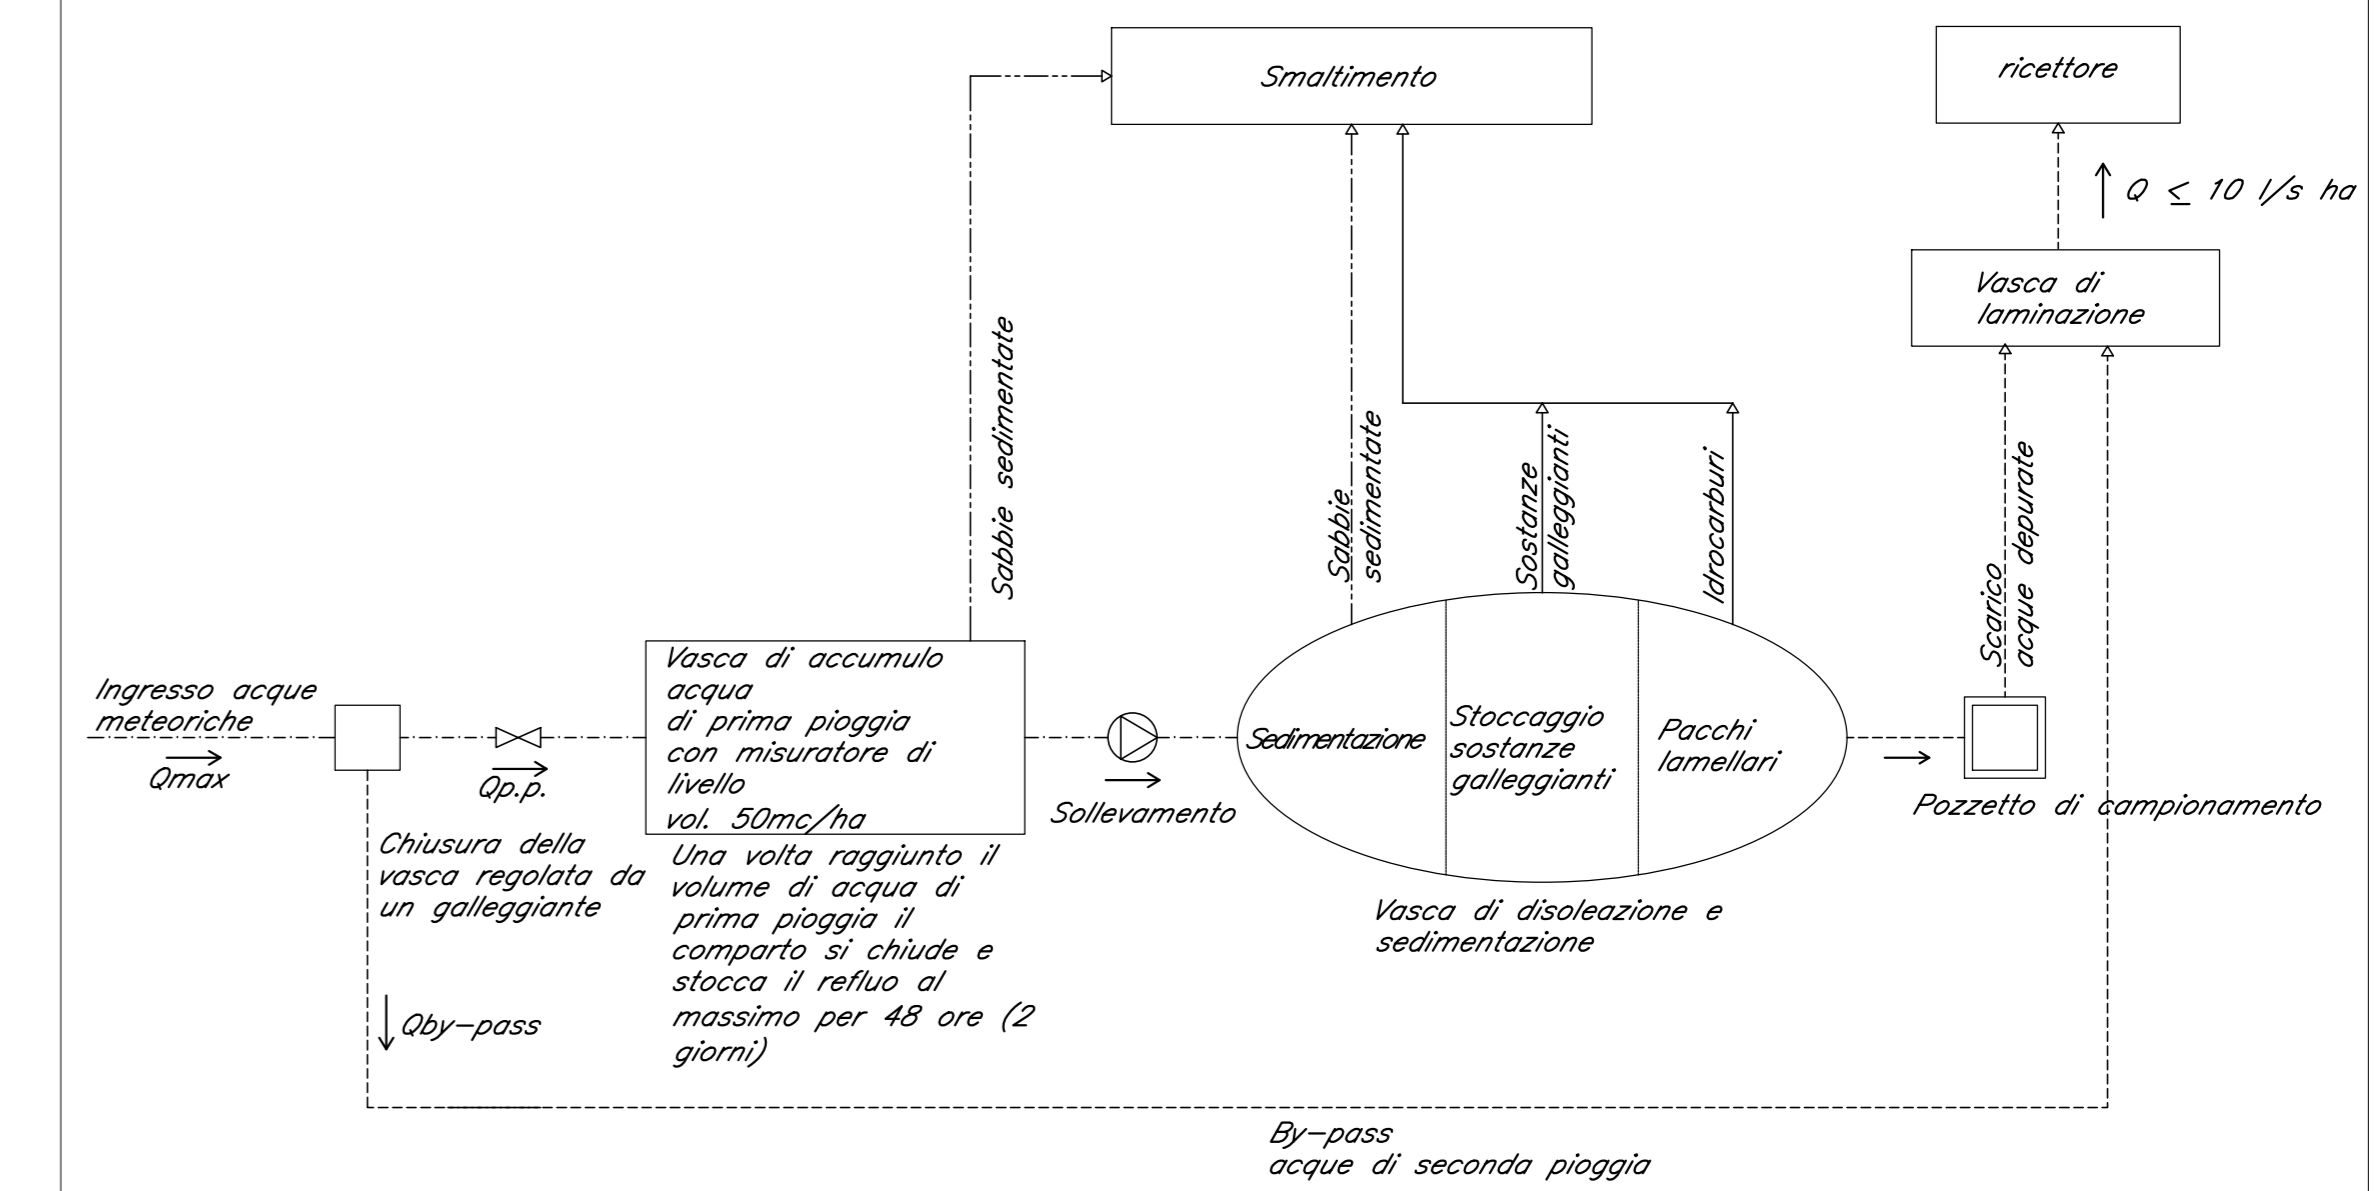 Smaltimento
ricettore
Q ≤ 10 l/s ha
Vasca di
laminazione
Sabbie sedimentate
Sabbie
sedimentate
Sostanze
galleggianti
Idrocarburi
Scarico
acque depurate
Ingresso acque
meteoriche
Qmax
Qp.p.
Vasca di accumulo
acqua
di prima pioggia
con misuratore di
livello
vol. 50mc/ha
Sollevamento
Sedimentazione
Stoccaggio
sostanze
galleggianti
Pacchi
lamellari
Pozzetto di campionamento
Chiusura della
vasca regolata da
un galleggiante
Una volta raggiunto il
volume di acqua di
prima pioggia il
comparto si chiude e
stocca il refluo al
massimo per 48 ore (2
giorni)
Vasca di disoleazione e
sedimentazione
Qby-pass
By-pass
acque di seconda pioggia